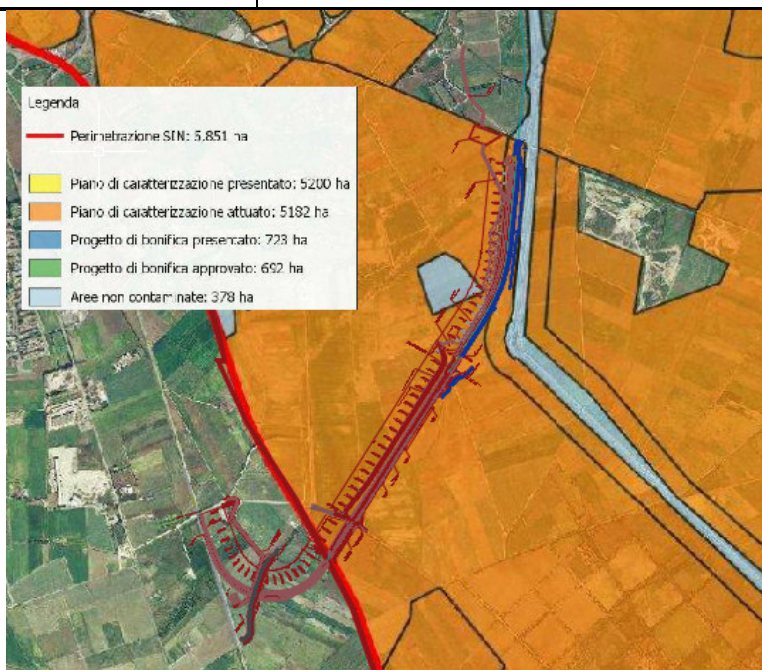 Legenda
Perimetrazione SIN: 5.851 ha
Piano di caratterizzazione presentato: 5200 ha
Piano di caratterizzazione attuato: 5182 ha
Progetto di bonifica presentato: 723 ha
Progetto di bonifica approvato: 692 ha
Aree non contaminate: 378 ha